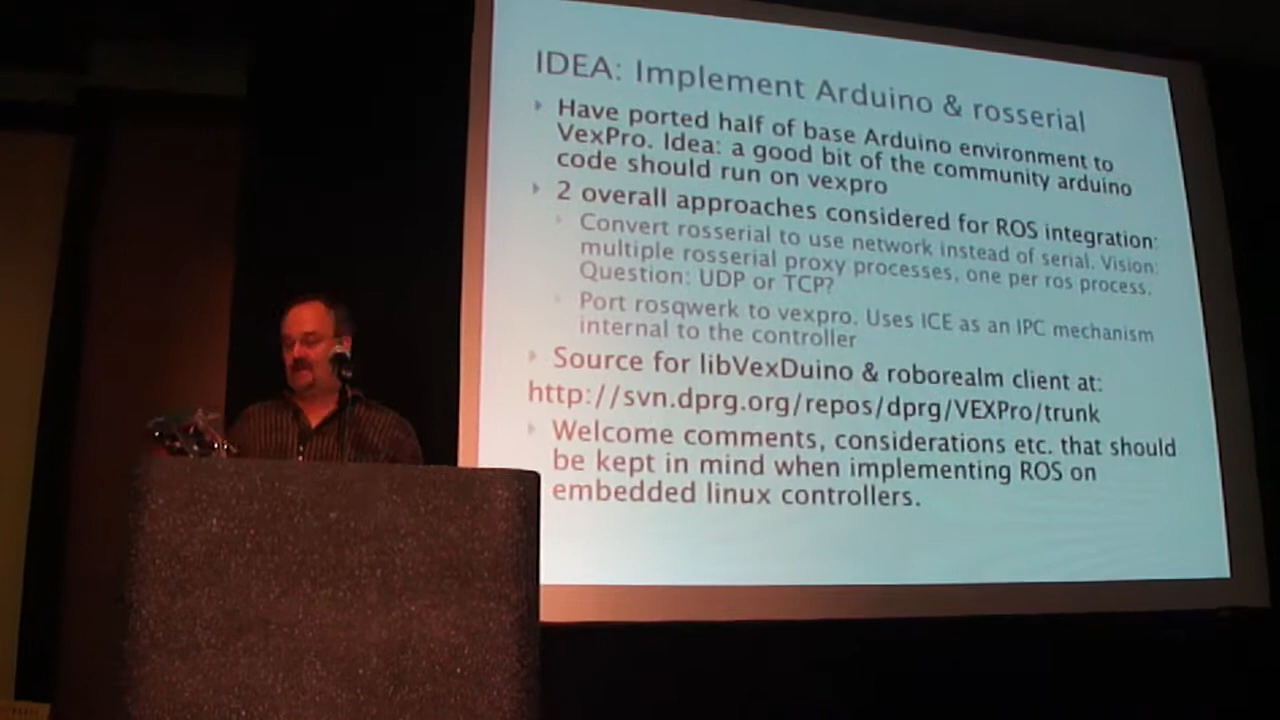 IDEA: Implement Arduino & rosserial
Have ported half of base Arduino environment to
VexPro. Idea: a good bit of the community arduino
code should run on vexpro
2 overall approaches considered for ROS integration:
Convert rosserial to use network instead of serial. Vision:
multiple rosserial proxy processes, one per ros process.
Question: UDP or TCP?
Port rosqwerk to vexpro. Uses ICE as an IPC mechanism
internal to the controller
Source for libVexDuino & roborealm client at:
http://svn.dprg.org/repos/dprg/VEXPro/trunk
Welcome comments, considerations etc. that should
be kept in mind when implementing ROS on
embedded linux controllers.